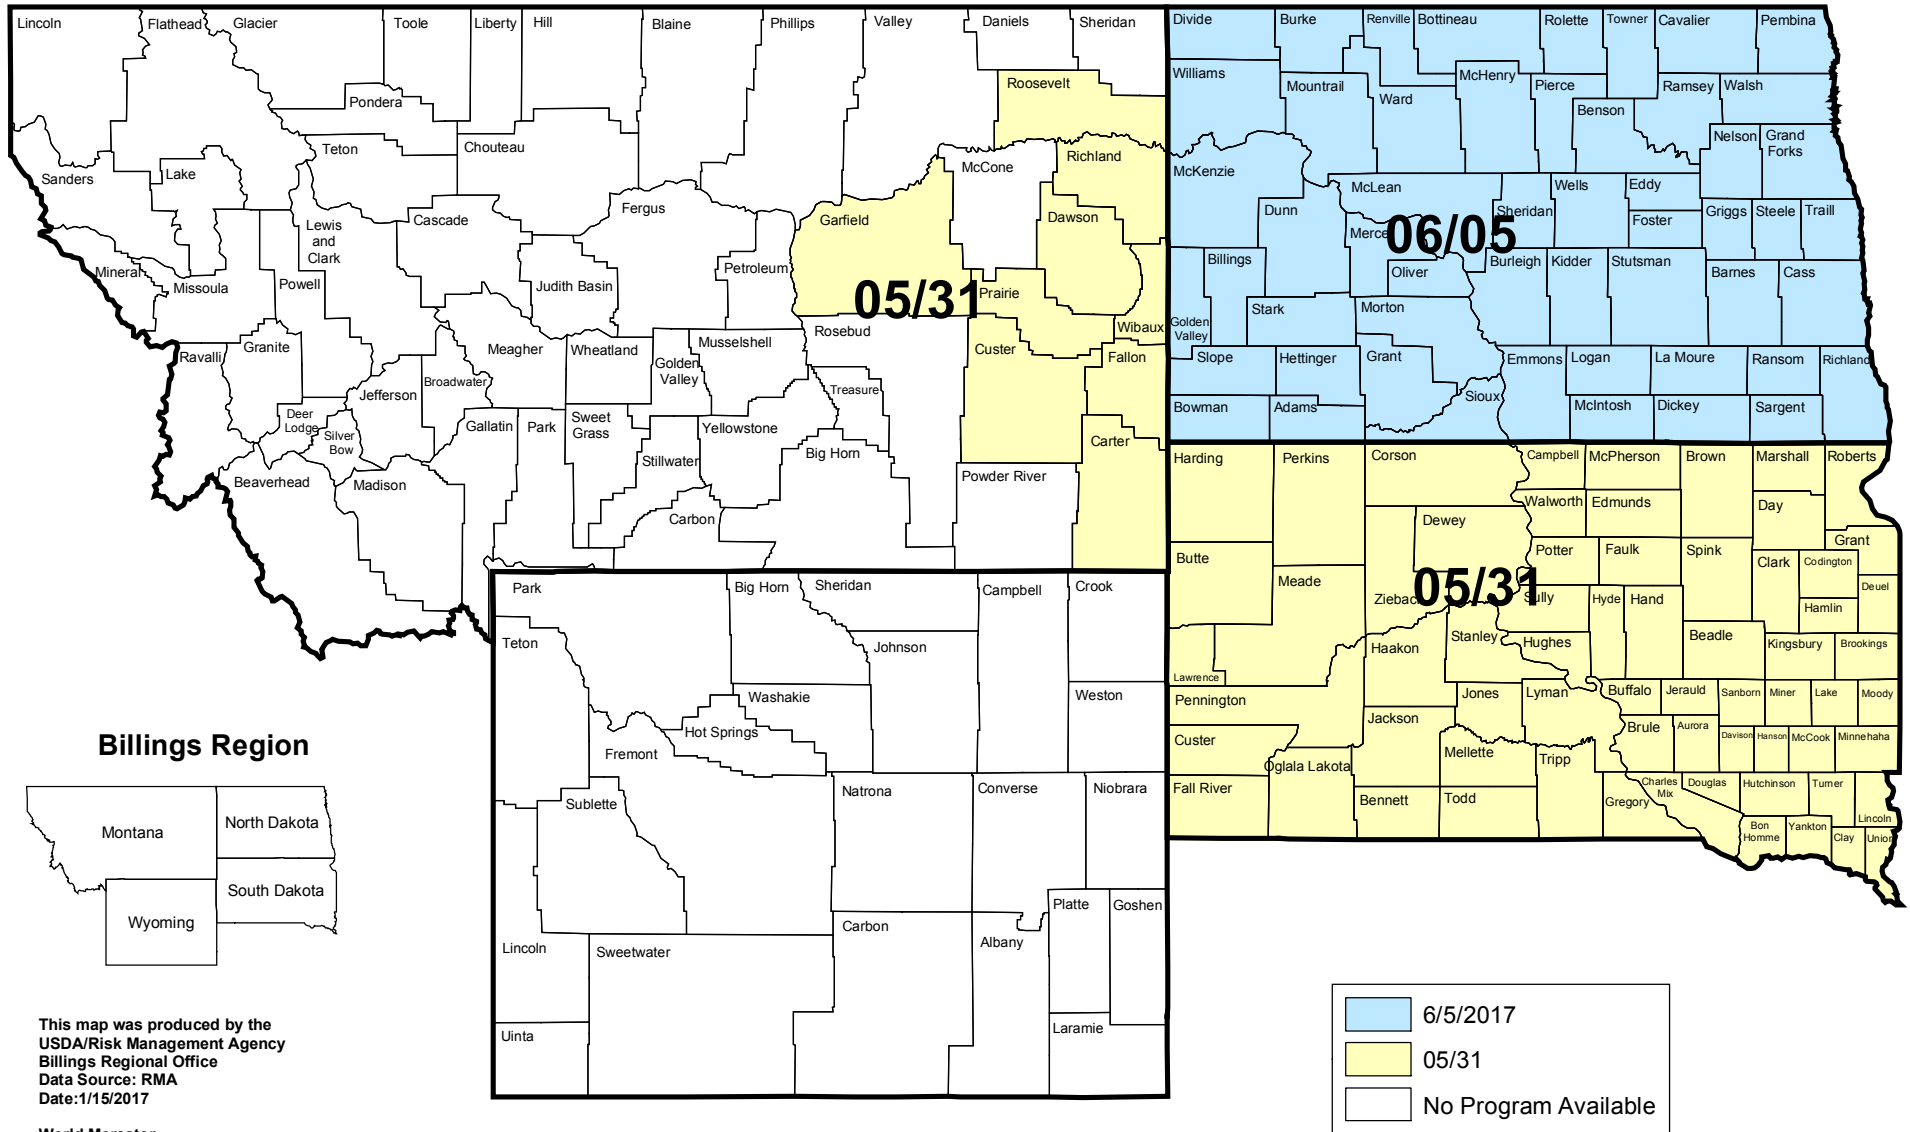 Lincoln
Flathead
Glacier
Toole
Liberty
Hill
Blaine
Phillips
Valley
Daniels
Sheridan
Roosevelt
Pondera
Teton
Chouteau
Sanders
Lake
McCone
Richland
Fergus
Garfield
Dawson
Cascade
Lewis
and
Clark
Mineral
Missoula
Powell
Judith Basin
Petroleum
05/31
Prairie
Rosebud
Wibaux
Ravalli
Granite
Meagher
Wheatland
Musselshell
Golden
Valley
Custer
Fallon
Broadwater
Jefferson
Treasure
Deer
Lodge
Silver
Bow
Gallatin
Park
Sweet
Grass
Yellowstone
Stillwater
Big Horn
Carter
Powder River
Beaverhead
Madison
Carbon
Divide
Burke
Renville
Bottineau
Rolette
Towner
Cavalier
Pembina
Williams
Mountrail
Ward
McHenry
Pierce
Benson
Ramsey
Walsh
Nelson
Grand
Forks
McKenzie
McLean
Wells
Eddy
Dunn
Sheridan
Foster
Griggs
Steele
Traill
Mercer
06/05
Billings
Oliver
Burleigh
Kidder
Stutsman
Barnes
Cass
Golden
Valley
Stark
Morton
Slope
Hettinger
Grant
Emmons
Logan
La Moure
Ransom
Richland
Sioux
Bowman
Adams
McIntosh
Dickey
Sargent
Harding
Perkins
Corson
Campbell
McPherson
Brown
Marshall
Roberts
Walworth
Edmunds
Day
Dewey
Grant
Butte
Potter
Faulk
Spink
Clark
Codington
Meade
Ziebach
05/31
Sully
Hyde
Hand
Deuel
Hamlin
Stanley
Hughes
Beadle
Kingsbury
Brookings
Haakon
Lawrence
Pennington
Jones
Lyman
Buffalo
Jerauld
Sanborn
Miner
Lake
Moody
Jackson
Brule
Aurora
Davison
Hanson
McCook
Minnehaha
Custer
Oglala Lakota
Mellette
Tripp
Fall River
Bennett
Todd
Gregory
Charles
Mix
Douglas
Hutchinson
Turner
Lincoln
Bon
Homme
Yankton
Clay
Union
Park
Big Horn
Sheridan
Campbell
Crook
Teton
Johnson
Washakie
Weston
Hot Springs
Fremont
Sublette
Natrona
Converse
Niobrara
Platte
Goshen
Lincoln
Sweetwater
Carbon
Albany
Uinta
Laramie
Billings Region
Montana
North Dakota
South Dakota
Wyoming
This map was produced by the
USDA/Risk Management Agency
Billings Regional Office
Data Source: RMA
Date:1/15/2017
6/5/2017
05/31
No Program Available